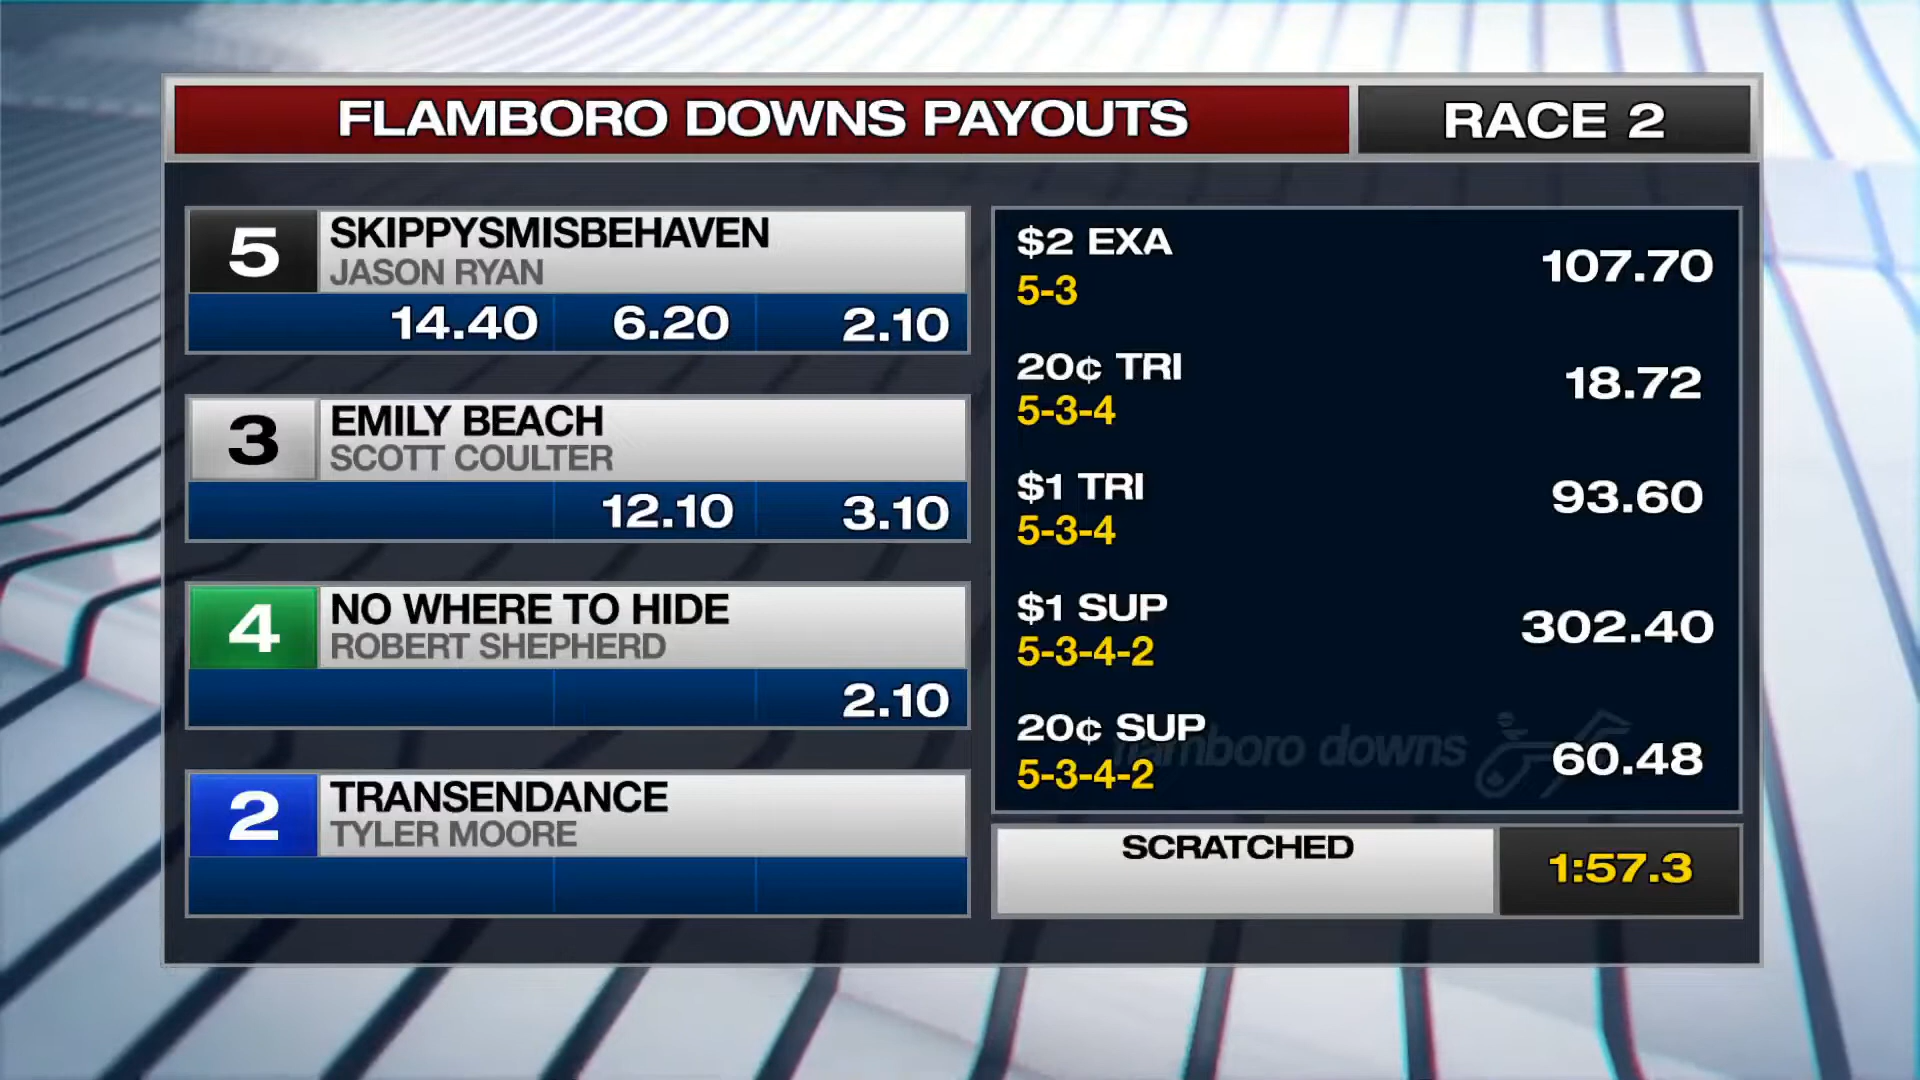 FLAMBORO DOWNS PAYOUTS
RACE 2
5
SKIPPYSMISBEHAVEN
JASON RYAN
14.40 6.20 2.10
3
EMILY BEACH
SCOTT COULTER
12.10 3.10
4
NO WHERE TO HIDE
ROBERT SHEPHERD
2.10
2
TRANSENDANCE
TYLER MOORE
$2 EXA
5-3
107.70
20¢ TRI
5-3-4
18.72
$1 TRI
5-3-4
93.60
$1 SUP
5-3-4-2
302.40
20¢ SUP
5-3-4-2
60.48
flamboro downs
SCRATCHED
1:57.3